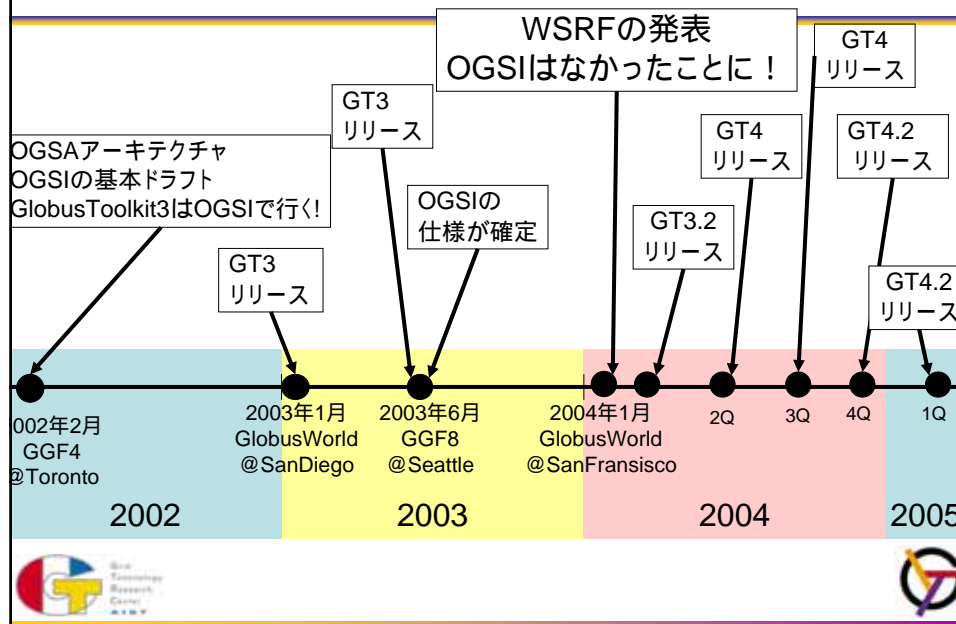 WSRFの発表
OGSIはなかったことに！
GT4
リリース
GT3
リリース
GT4
リリース
GT4.2
リリース
OGSAアーキテクチャ
OGSIの基本ドラフト
GlobusToolkit3はOGSIで行く!
OGSIの
仕様が確定
GT3.2
リリース
GT3
リリース
GT4.2
リリース
002年2月
GGF4
@Toronto
2003年1月
GlobusWorld
@SanDiego
2003年6月
GGF8
@Seattle
2004年1月
GlobusWorld
@SanFransisco
2Q
3Q
4Q
1Q
2002
2003
2004
2005
Grid
Technology
Research
Center
AIST